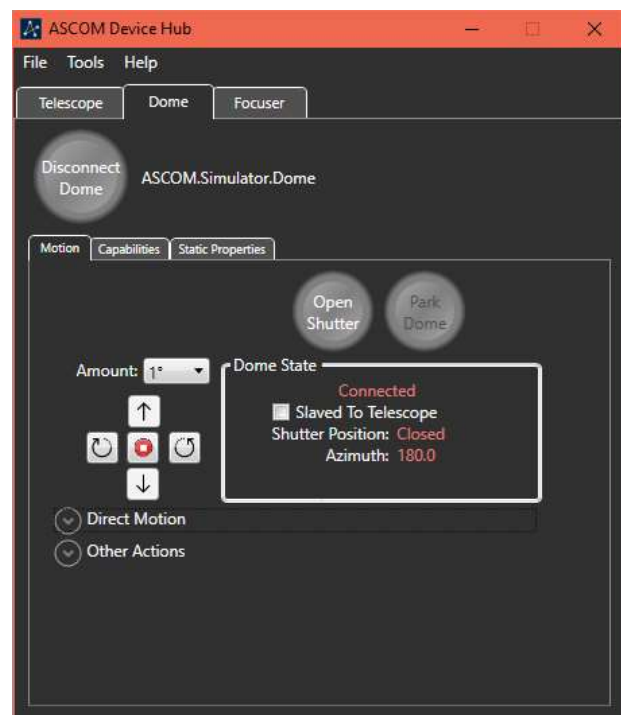 ASCOM Device Hub
File Tools Help
Telescope Dome Focuser
Disconnect
Dome
ASCOM.Simulator.Dome
Motion Capabilities Static Properties
Open
Shutter
Park
Dome
Amount: 1°
Dome State
Connected
Slaved To Telescope
Shutter Position: Closed
Azimuth: 180.0
Direct Motion
Other Actions